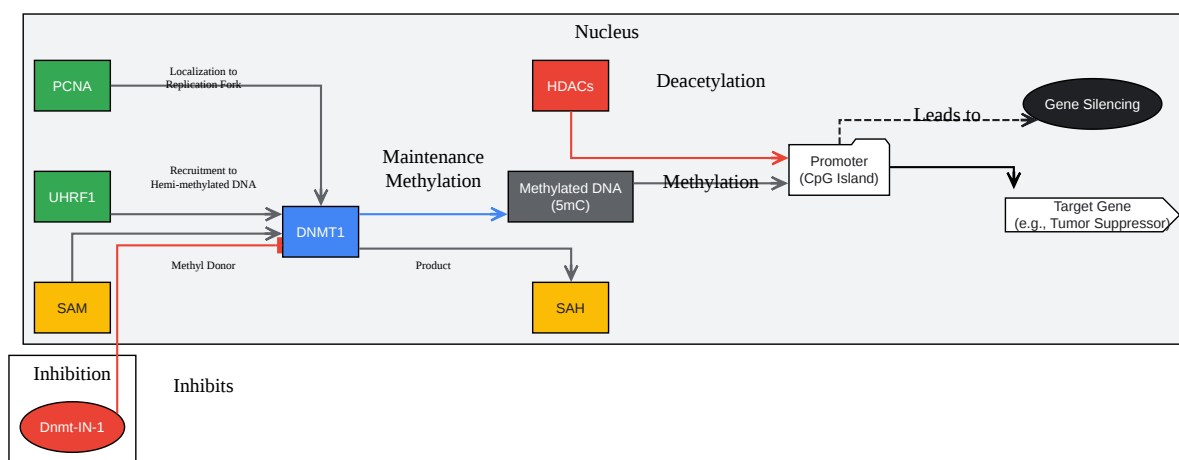 Nucleus
PCNA
Localization to
Replication Fork
HDACs
Deacetylation
Gene Silencing
Leads to
UHRF1
Recruitment to
Hemi-methylated DNA
Maintenance
Methylation
Methylated DNA
(5mC)
Methylation
Promoter
(CpG Island)
Target Gene
(e.g., Tumor Suppressor)
DNMT1
Methyl Donor
Product
SAM
SAH
Inhibition
Inhibits
Dnmt-IN-1